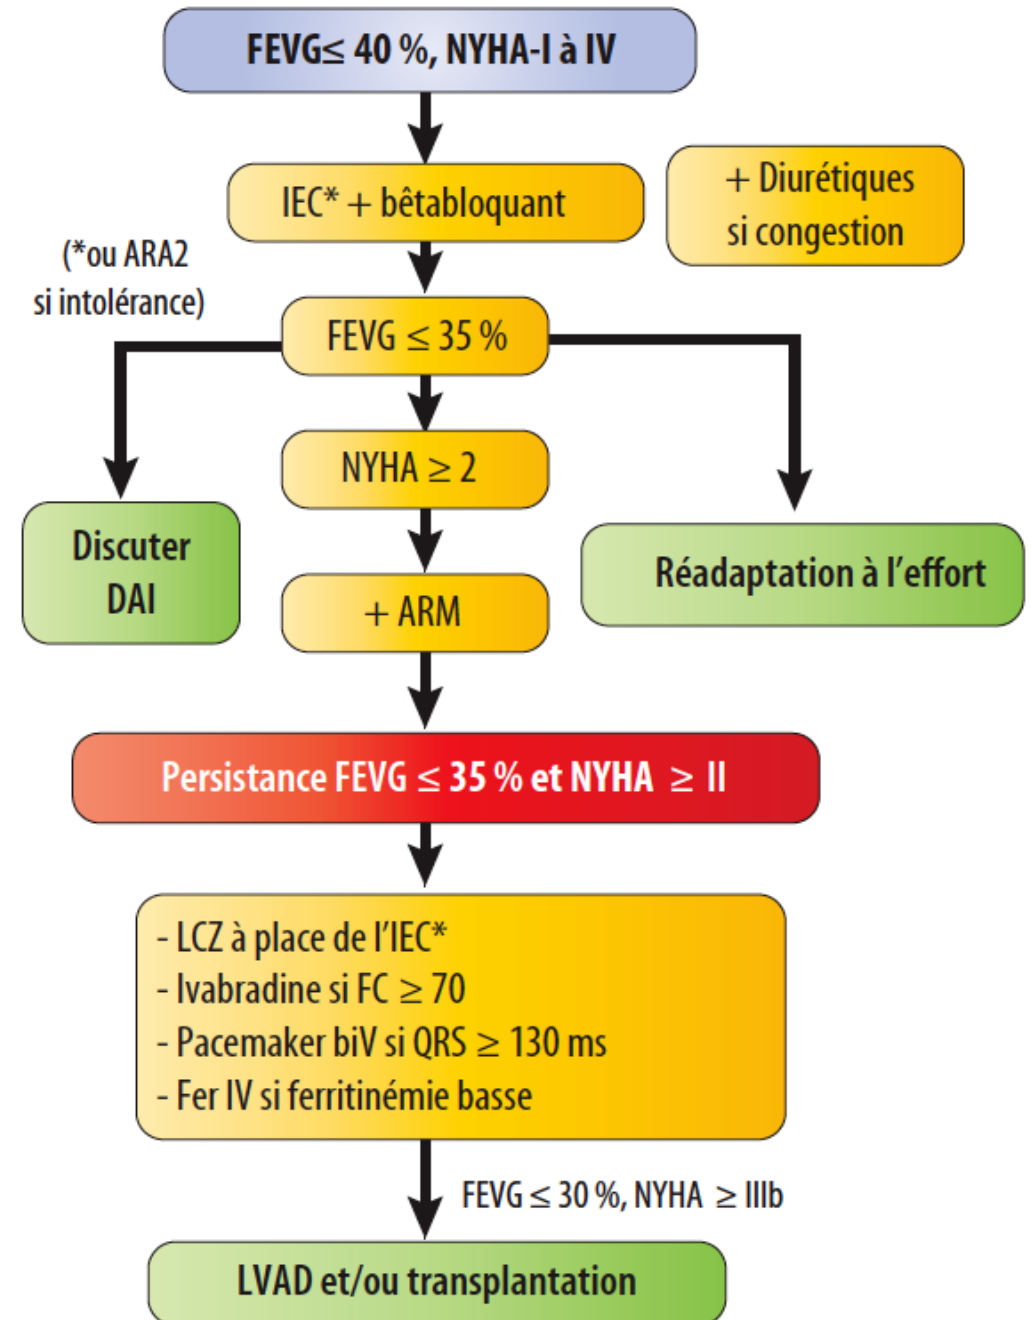 FEVG≤ 40 %, NYHA-I à IV
IEC* + bêtabloquant
+ Diurétiques
si congestion
(*ou ARA2
si intolérance)
FEVG ≤ 35 %
NYHA ≥ 2
Discuter
DAI
Réadaptation à l'effort
+ ARM
Persistance FEVG ≤ 35 % et NYHA ≥ II
- LCZ à place de l'IEC*
- Ivabradine si FC ≥ 70
- Pacemaker biV si QRS ≥ 130 ms
- Fer IV si ferritinémie basse
FEVG ≤ 30 %, NYHA ≥ IIIb
LVAD et/ou transplantation